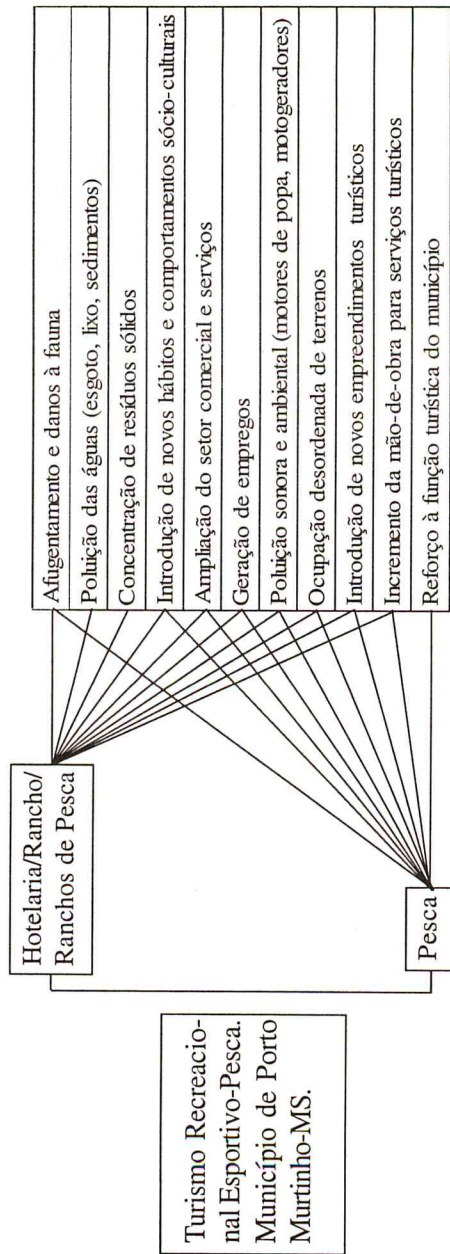 Turismo Recreacio-
nal Esportivo-Pesca.
Município de Porto
Murtinho-MS.
Hotelaria/Rancho/
Ranchos de Pesca
Pesca
Afugentamento e danos à fauna
Poluição das águas (esgoto, lixo, sedimentos)
Concentração de resíduos sólidos
Introdução de novos hábitos e comportamentos sócio-culturais
Ampliação do setor comercial e serviços
Geração de empregos
Poluição sonora e ambiental (motores de popa, motogeradores)
Ocupação desordenada de terrenos
Introdução de novos empreendimentos turísticos
Incremento da mão-de-obra para serviços turísticos
Reforço à função turística do município